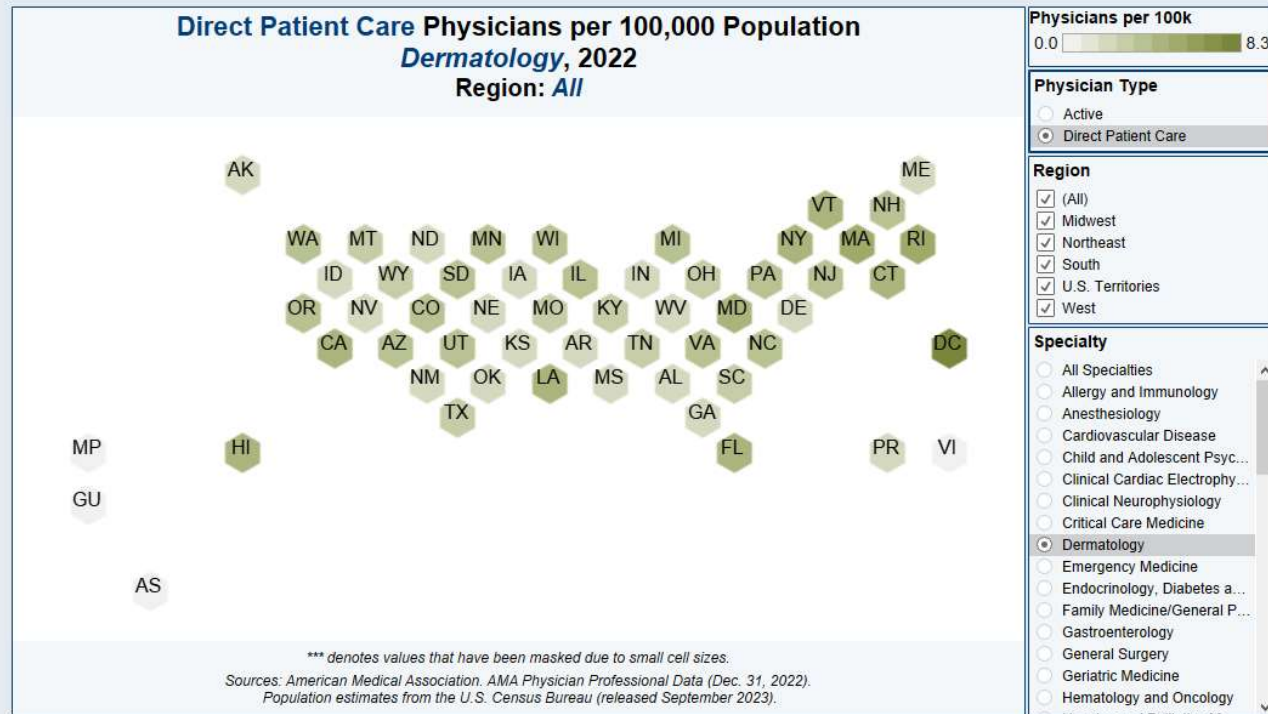 Direct Patient Care Physicians per 100,000 Population
Dermatology, 2022
Region: All
AK
ME
VT NH
WA MT ND MN WI MI NY MA RI
ID WY SD IA IL IN OH PA NJ CT
OR NV CO NE MO KY WV MD DE
CA AZ UT KS AR TN VA NC DC
NM OK LA MS AL SC
TX GA
MP HI FL PR VI
GU
AS
*** denotes values that have been masked due to small cell sizes.
Sources: American Medical Association. AMA Physician Professional Data (Dec. 31, 2022).
Population estimates from the U.S. Census Bureau (released September 2023).
Physicians per 100k
0.0 8.3
Physician Type
Active
Direct Patient Care
Region
(All)
Midwest
Northeast
South
U.S. Territories
West
Specialty
All Specialties
Allergy and Immunology
Anesthesiology
Cardiovascular Disease
Child and Adolescent Psyc...
Clinical Cardiac Electrophy...
Clinical Neurophysiology
Critical Care Medicine
Dermatology
Emergency Medicine
Endocrinology, Diabetes a...
Family Medicine/General P...
Gastroenterology
General Surgery
Geriatric Medicine
Hematology and Oncology